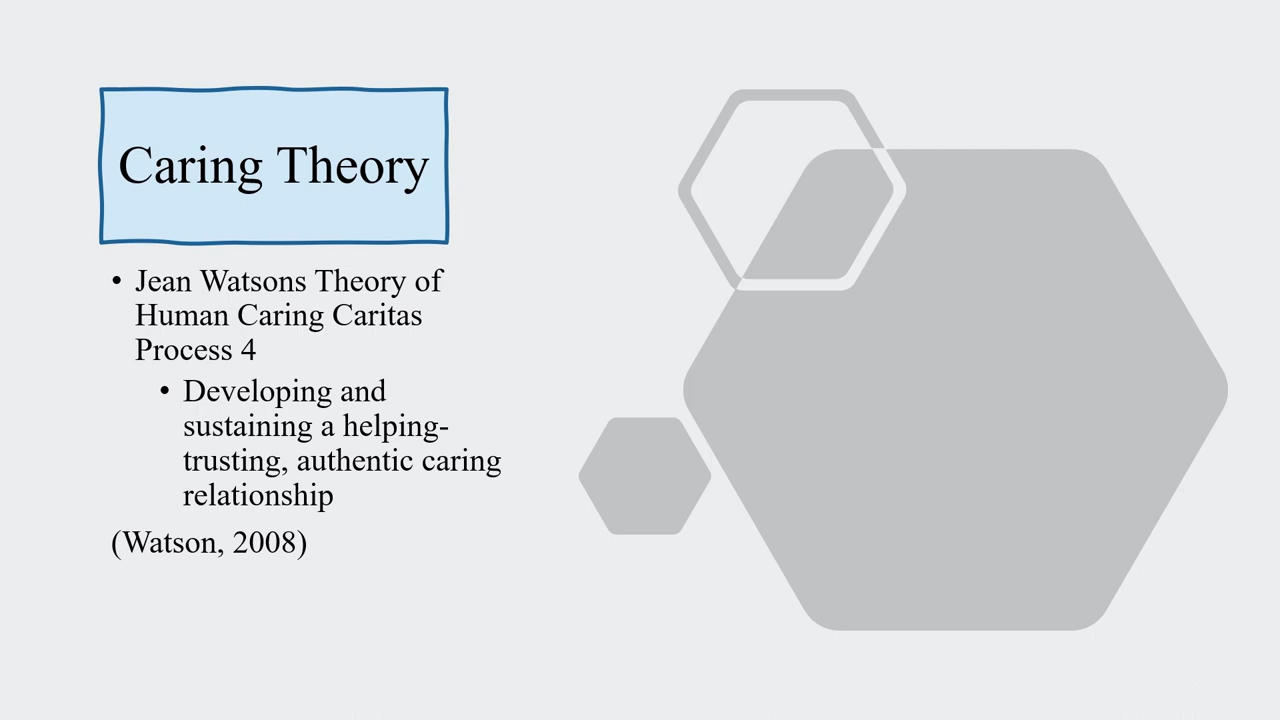 Caring Theory
• Jean Watsons Theory of
Human Caring Caritas
Process 4
• Developing and
sustaining a helping-
trusting, authentic caring
relationship
(Watson, 2008)